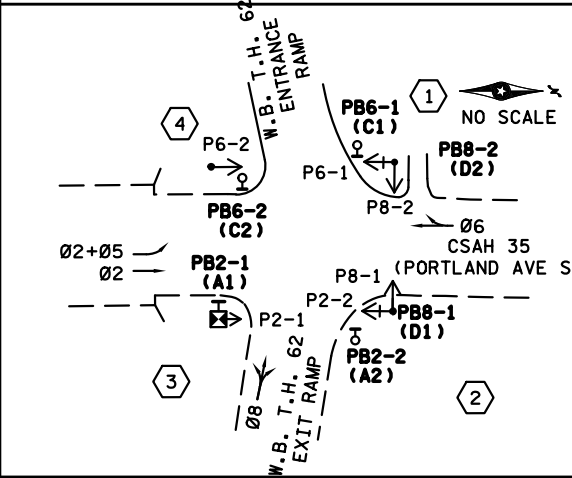 W.B. T.H. 62
ENTRANCE
RAMP
1
NO SCALE
4
PB6-1
(C1)
P6-2
PB8-2
(D2)
P6-1
P8-2
PB6-2
(C2)
Ø6
CSAH 35
(PORTLAND AVE S
Ø2+Ø5
Ø2
PB2-1
(A1)
P8-1
P2-2
P2-1
PB8-1
(D1)
PB2-2
(A2)
3
2
Ø8
W.B. T.H. 62
EXIT RAMP